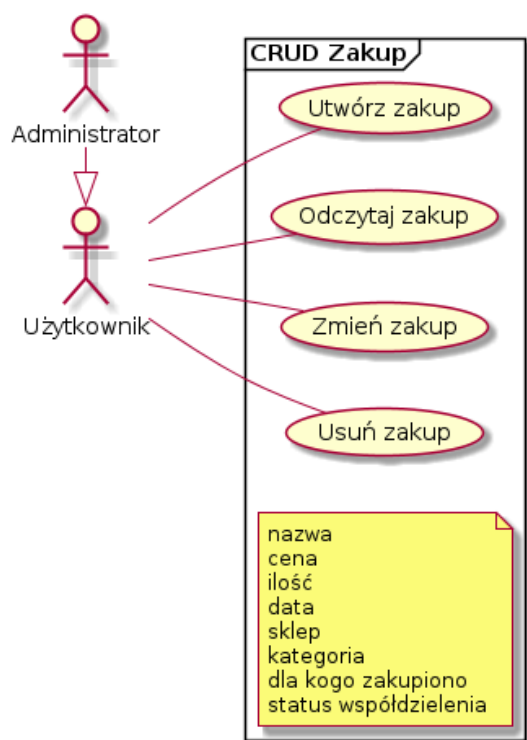 CRUD Zakup
Utwórz zakup
Administrator
Odczytaj zakup
Użytkownik
Zmień zakup
Usuń zakup
nazwa
cena
ilość
data
sklep
kategoria
dla kogo zakupiono
status współdzielenia